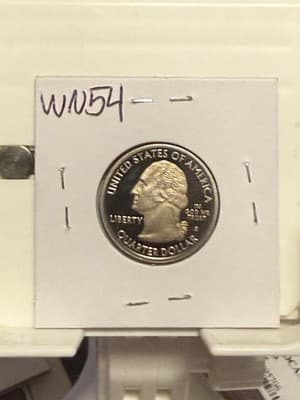 WN54
UNITED STATES OF AMERICA
LIBERTY
IN
GOD WE
TRUST
S
QUARTER DOLLAR